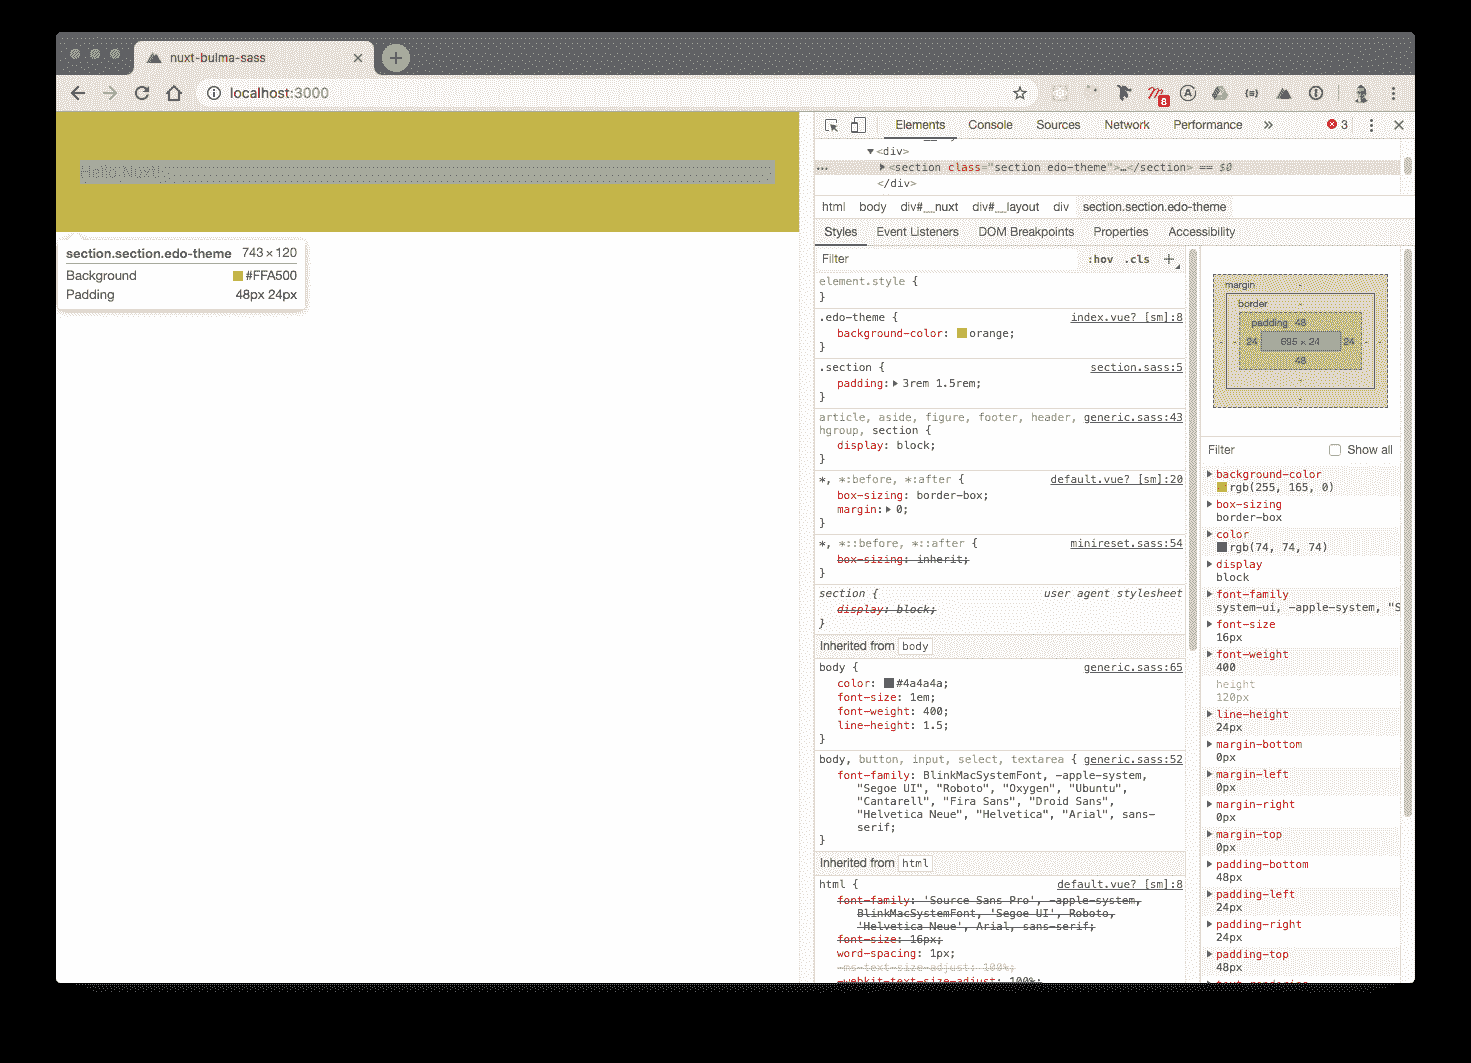 nuxt-bulma-sass
localhost:3000
8
Hello Nuxt!
section.section.edo-theme 743 × 120
Background #FFA500
Padding 48px 24px
Elements Console Sources Network Performance » 3
▼<div>
… ▶<section class="section edo-theme">…</section> == $0
</div>
html body div#__nuxt div#__layout div section.section.edo-theme
Styles Event Listeners DOM Breakpoints Properties Accessibility
Filter :hov .cls +
element.style {
}
.edo-theme { index.vue? [sm]:8
background-color: orange;
}
.section { section.sass:5
padding:▶3rem 1.5rem;
}
article, aside, figure, footer, header, generic.sass:43
hgroup, section {
display: block;
}
*, *:before, *:after { default.vue? [sm]:20
box-sizing: border-box;
margin:▶0;
}
*, *::before, *::after { minireset.sass:54
box-sizing: inherit;
}
section { user agent stylesheet
display: block;
}
Inherited from body
body { generic.sass:65
color: #4a4a4a;
font-size: 1em;
font-weight: 400;
line-height: 1.5;
}
body, button, input, select, textarea { generic.sass:52
font-family: BlinkMacSystemFont, -apple-system,
"Segoe UI", "Roboto", "Oxygen", "Ubuntu",
"Cantarell", "Fira Sans", "Droid Sans",
"Helvetica Neue", "Helvetica", "Arial", sans-
serif;
}
Inherited from html
html { default.vue? [sm]:8
font-family: 'Source Sans Pro', -apple-system,
BlinkMacSystemFont, 'Segoe UI', Roboto,
'Helvetica Neue', Arial, sans-serif;
font-size: 16px;
word-spacing: 1px;
-ms-text-size-adjust: 100%;
-webkit-text-size-adjust: 100%;
margin -
border -
padding 48
- - 24 695 × 24 24 - -
48
-
-
Filter Show all
background-color
rgb(255, 165, 0)
box-sizing
border-box
color
rgb(74, 74, 74)
display
block
font-family
system-ui, -apple-system, "S
font-size
16px
font-weight
400
height
120px
line-height
24px
margin-bottom
0px
margin-left
0px
margin-right
0px
margin-top
0px
padding-bottom
48px
padding-left
24px
padding-right
24px
padding-top
48px